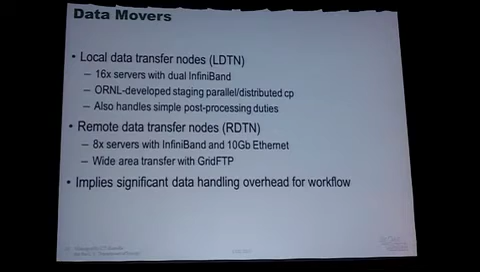 Data Movers
• Local data transfer nodes (LDTN)
– 16x servers with dual InfiniBand
– ORNL-developed staging parallel/distributed cp
– Also handles simple post-processing duties
• Remote data transfer nodes (RDTN)
– 8x servers with InfiniBand and 10Gb Ethernet
– Wide area transfer with GridFTP
• Implies significant data handling overhead for workflow